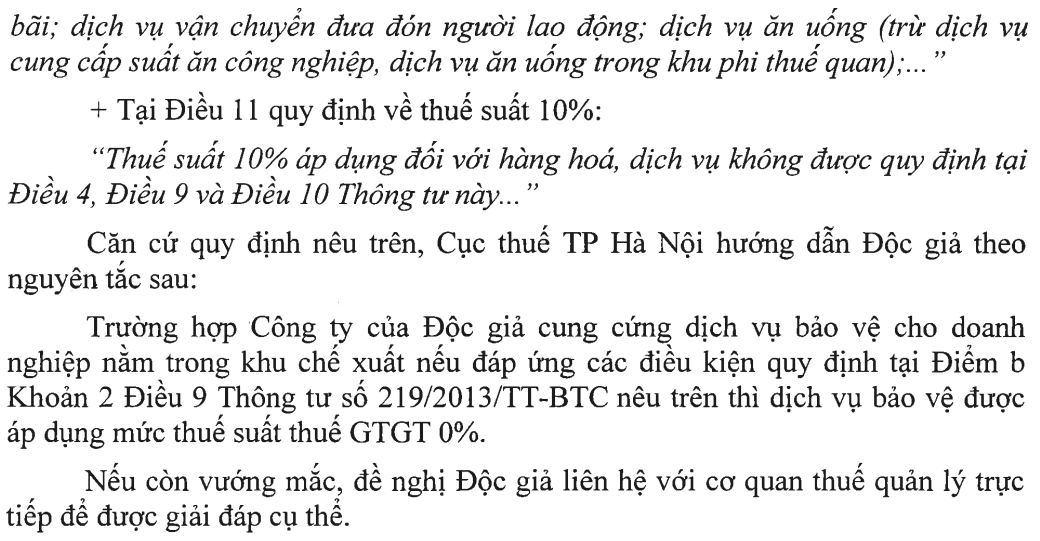 bãi; dịch vụ vận chuyển đưa đón người lao động; dịch vụ ăn uống (trừ dịch vụ
cung cấp suất ăn công nghiệp, dịch vụ ăn uống trong khu phi thuế quan);...”
+ Tại Điều 11 quy định về thuế suất 10%:
“Thuế suất 10% áp dụng đối với hàng hoá, dịch vụ không được quy định tại
Điều 4, Điều 9 và Điều 10 Thông tư này...”
Căn cứ quy định nêu trên, Cục thuế TP Hà Nội hướng dẫn Độc giả theo
nguyên tắc sau:
Trường hợp Công ty của Độc giả cung cứng dịch vụ bảo vệ cho doanh
nghiệp nằm trong khu chế xuất nếu đáp ứng các điều kiện quy định tại Điểm b
Khoản 2 Điều 9 Thông tư số 219/2013/TT-BTC nêu trên thì dịch vụ bảo vệ được
áp dụng mức thuế suất thuế GTGT 0%.
Nếu còn vướng mắc, đề nghị Độc giả liên hệ với cơ quan thuế quản lý trực
tiếp để được giải đáp cụ thể.